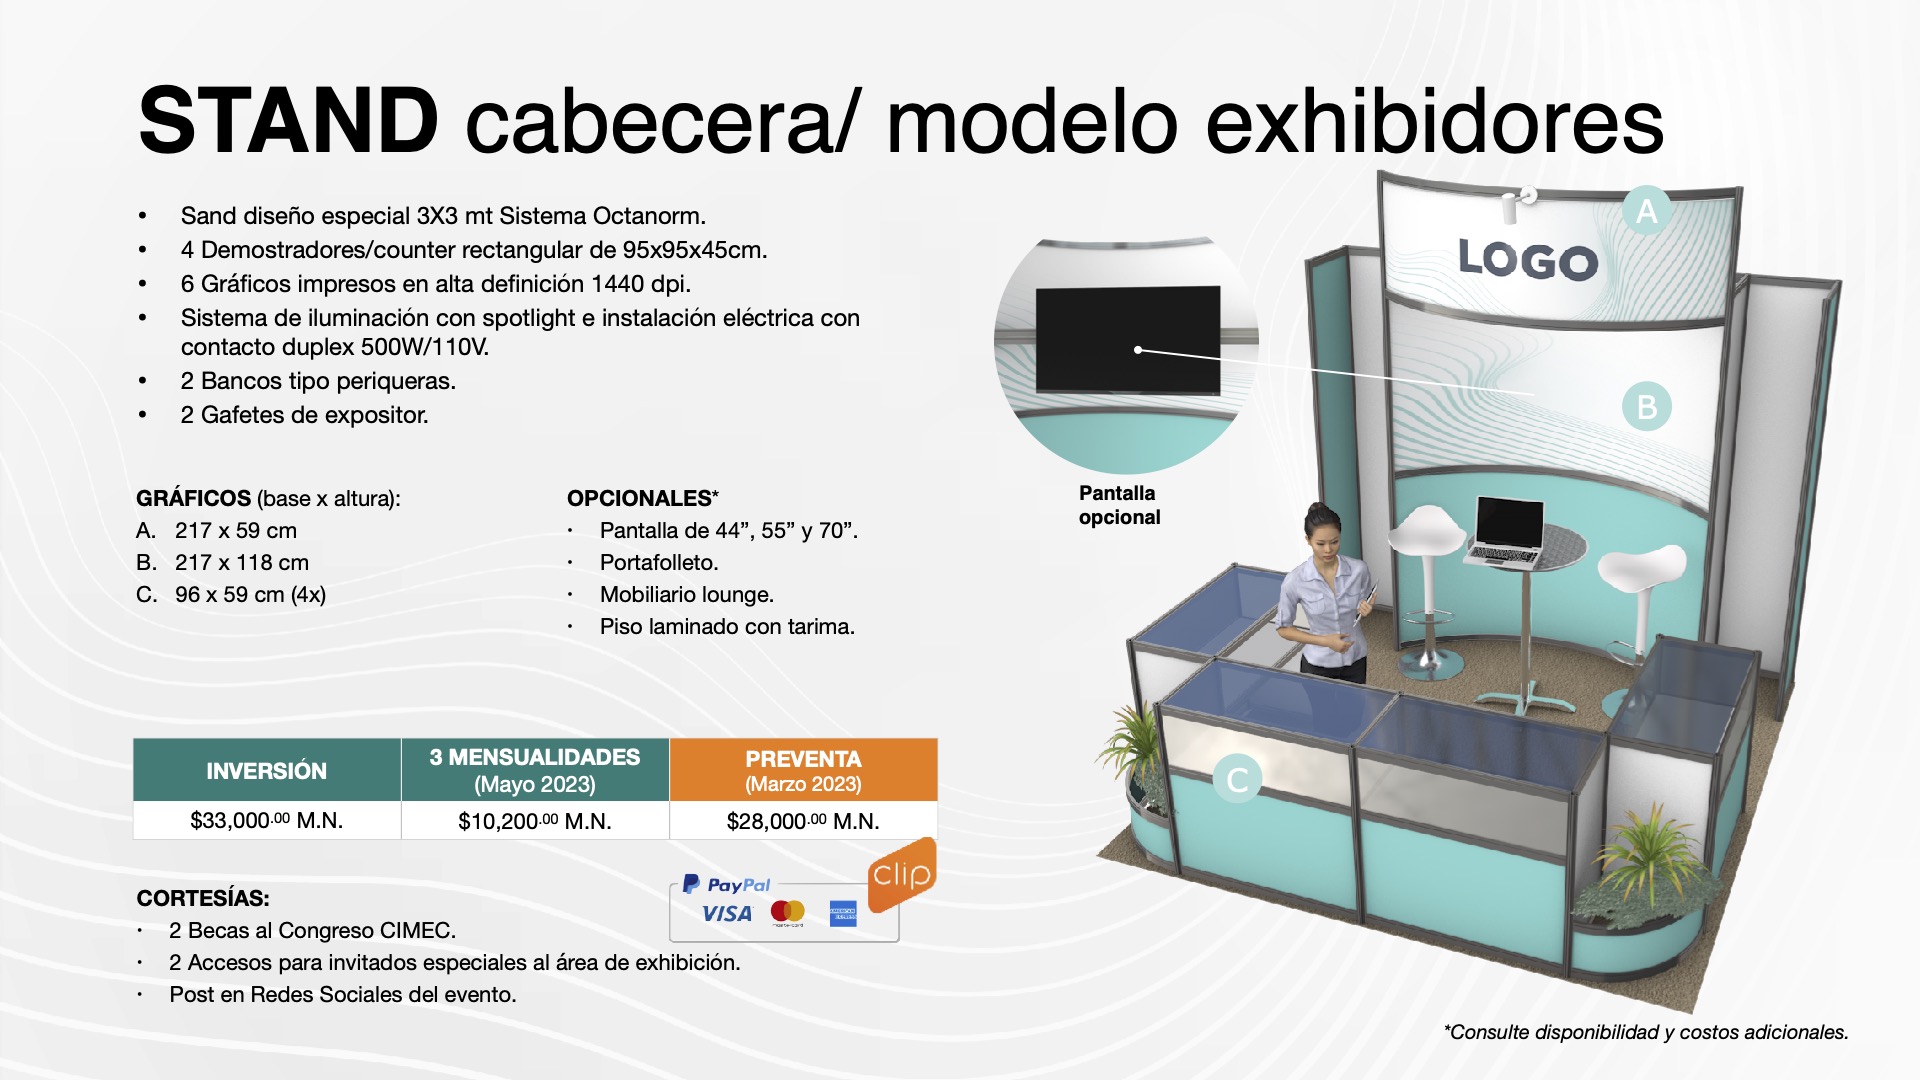 STAND cabecera/ modelo exhibidores
• Sand diseño especial 3X3 mt Sistema Octanorm.
• 4 Demostradores/counter rectangular de 95x95x45cm.
• 6 Gráficos impresos en alta definición 1440 dpi.
• Sistema de iluminación con spotlight e instalación eléctrica con
contacto duplex 500W/110V.
• 2 Bancos tipo periqueras.
• 2 Gafetes de expositor.
GRÁFICOS (base x altura):
A. 217 x 59 cm
B. 217 x 118 cm
C. 96 x 59 cm (4x)
OPCIONALES*
· Pantalla de 44”, 55” y 70”.
· Portafolleto.
· Mobiliario lounge.
· Piso laminado con tarima.
Pantalla
opcional
LOGO
A
B
C
INVERSIÓN
3 MENSUALIDADES
(Mayo 2023)
PREVENTA
(Marzo 2023)
$33,000.00 M.N.
$10,200.00 M.N.
$28,000.00 M.N.
clip
PayPal
VISA
mastercard
AMERICAN
EXPRESS
CORTESÍAS:
· 2 Becas al Congreso CIMEC.
· 2 Accesos para invitados especiales al área de exhibición.
· Post en Redes Sociales del evento.
*Consulte disponibilidad y costos adicionales.